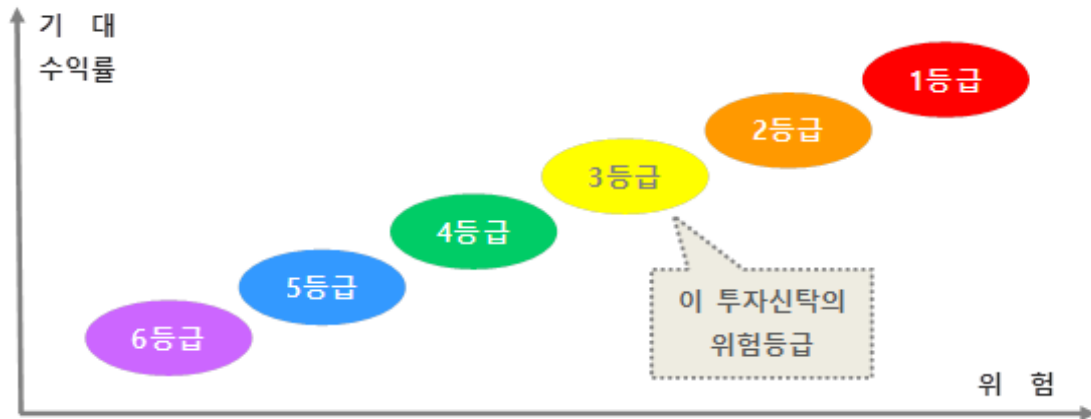 기 대
수익률
1등급
2등급
3등급
4등급
5등급
6등급
이 투자신탁의
위험등급
위 험